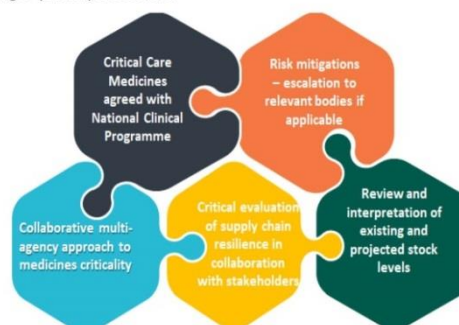 Critical Care
Medicines
agreed with
National Clinical
Programme
Risk mitigations
– escalation to
relevant bodies if
applicable
Collaborative multi-
agency approach to
medicines criticality
Critical evaluation
of supply chain
resilience in
collaboration
with stakeholders
Review and
interpretation of
existing and
projected stock
levels